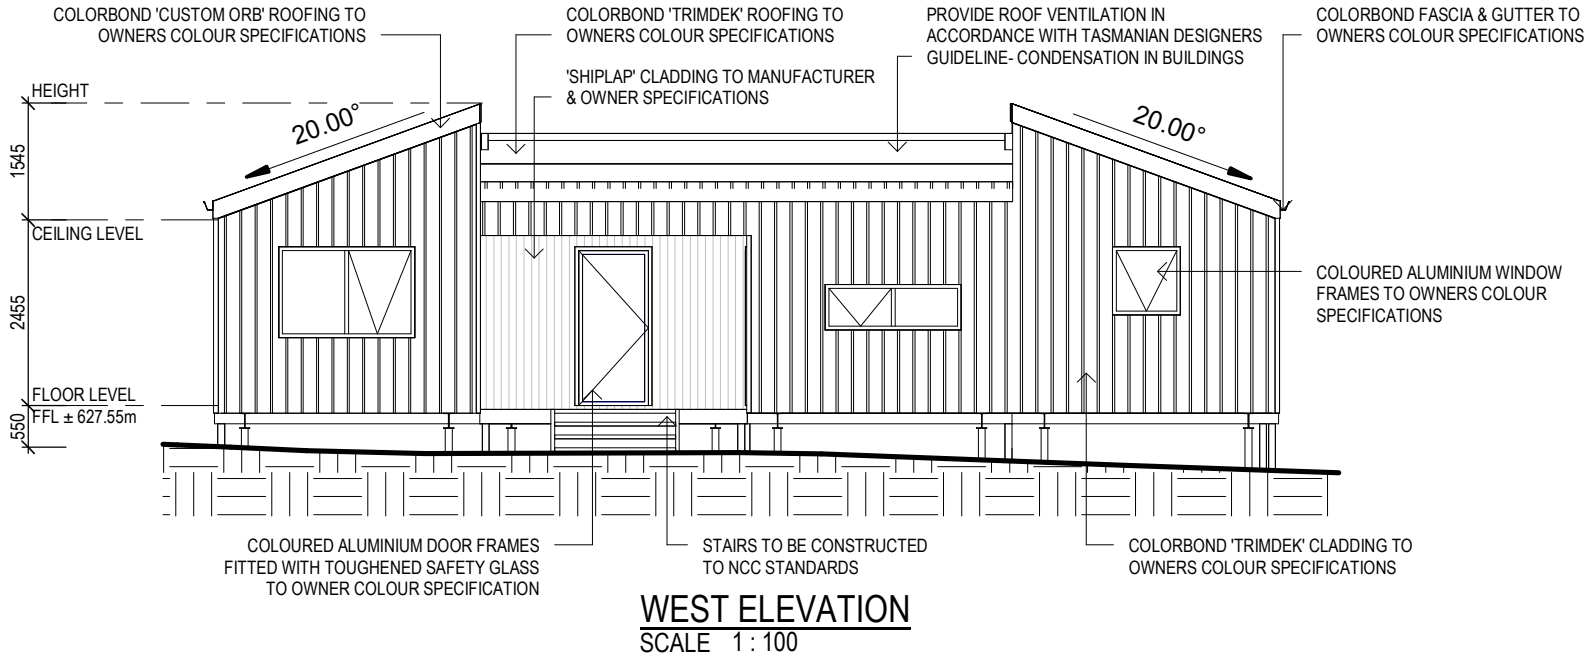 COLORBOND 'CUSTOM ORB' ROOFING TO
OWNERS COLOUR SPECIFICATIONS
COLORBOND 'TRIMDEK' ROOFING TO
OWNERS COLOUR SPECIFICATIONS
'SHIPLAP' CLADDING TO MANUFACTURER
& OWNER SPECIFICATIONS
PROVIDE ROOF VENTILATION IN
ACCORDANCE WITH TASMANIAN DESIGNERS
GUIDELINE- CONDENSATION IN BUILDINGS
COLORBOND FASCIA & GUTTER TO
OWNERS COLOUR SPECIFICATIONS
HEIGHT
20.00°
20.00°
1545
CEILING LEVEL
2455
COLOURED ALUMINIUM WINDOW
FRAMES TO OWNERS COLOUR
SPECIFICATIONS
FLOOR LEVEL
FFL ± 627.55m
550
COLOURED ALUMINIUM DOOR FRAMES
FITTED WITH TOUGHENED SAFETY GLASS
TO OWNER COLOUR SPECIFICATION
STAIRS TO BE CONSTRUCTED
TO NCC STANDARDS
COLORBOND 'TRIMDEK' CLADDING TO
OWNERS COLOUR SPECIFICATIONS
WEST ELEVATION
SCALE 1 : 100